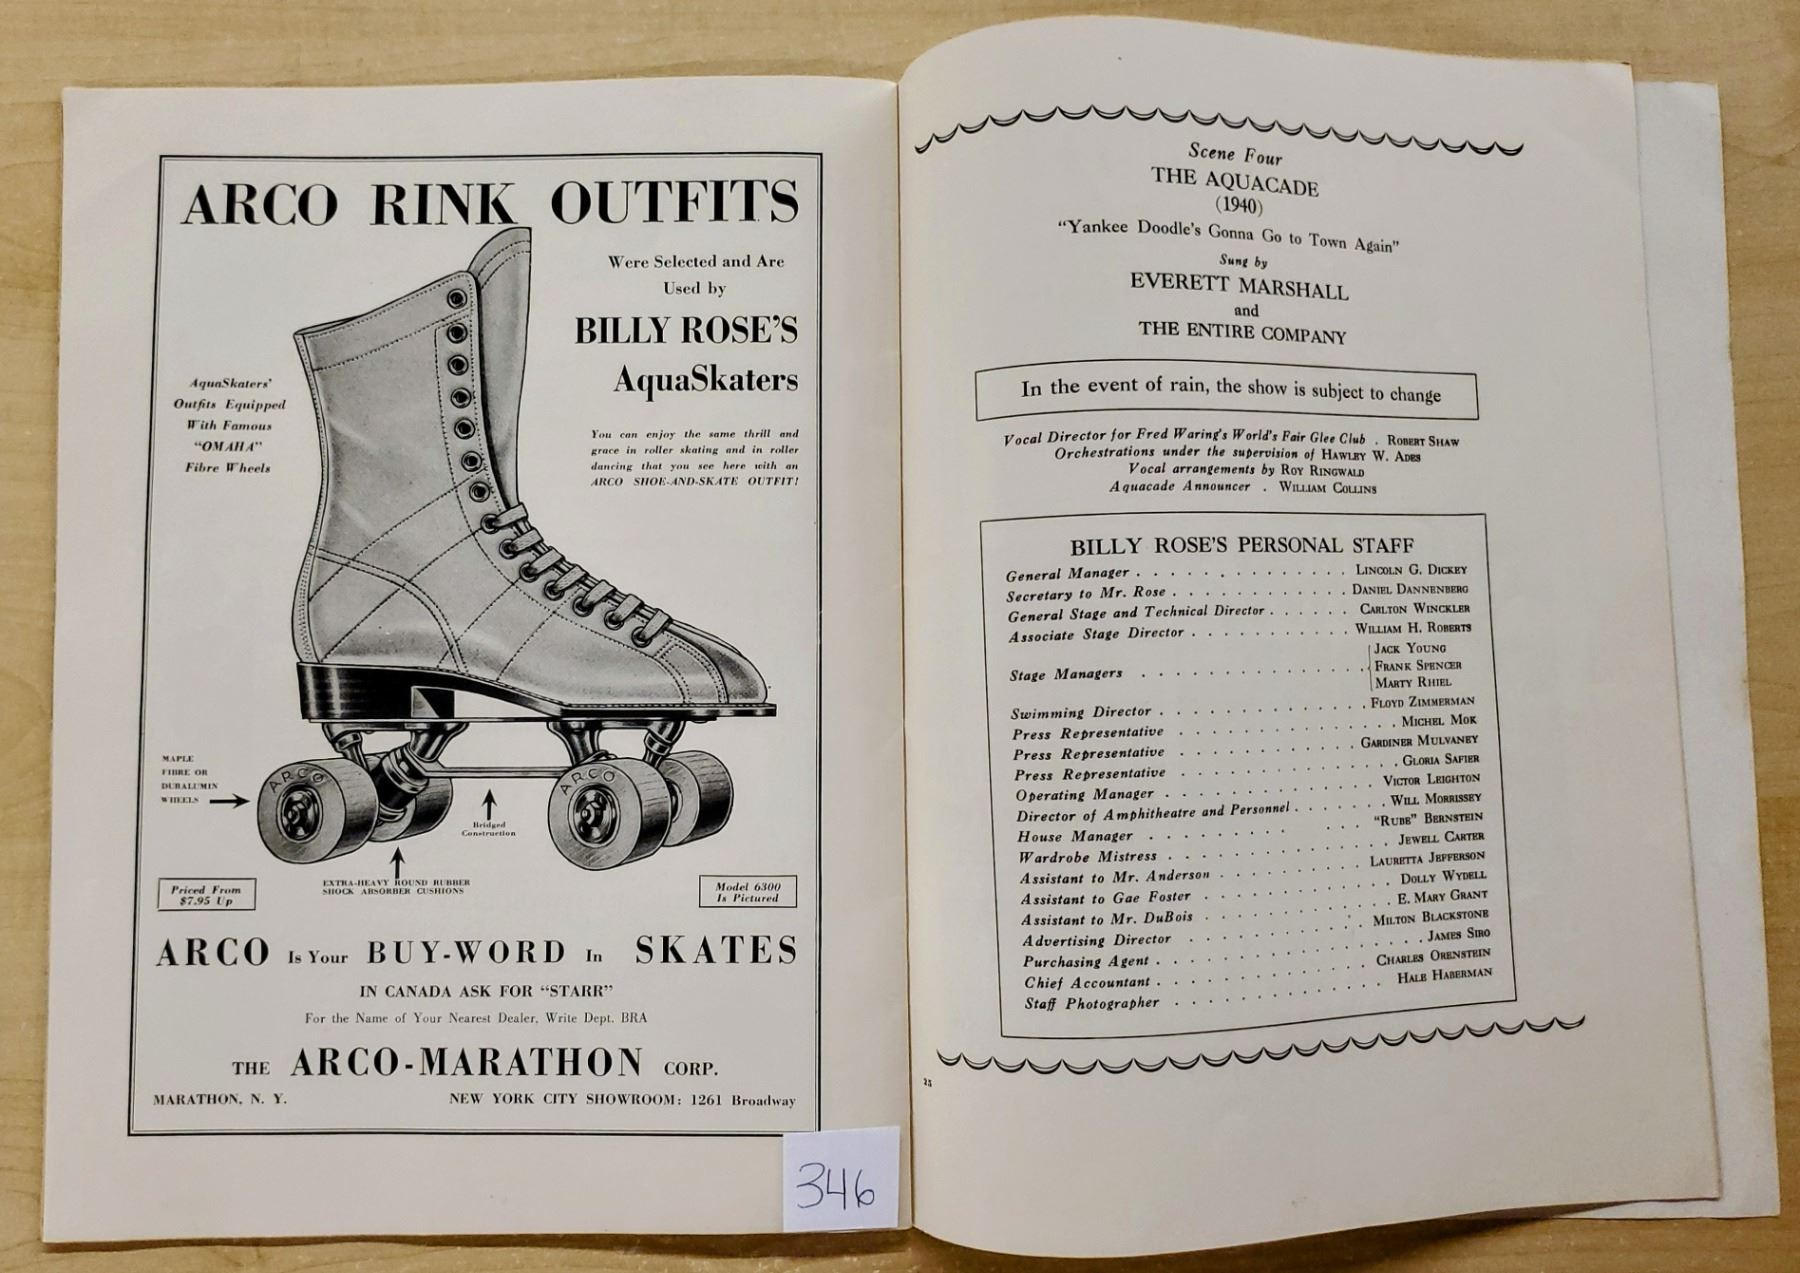 ARCO RINK OUTFITS
Were Selected and Are
Used by
BILLY ROSE'S
AquaSkaters
AquaSkaters'
Outfits Equipped
With Famous
"OMAHA"
Fibre Wheels
You can enjoy the same thrill and
grace in roller skating and in roller
dancing that you see here with an
ARCO SHOE-AND-SKATE OUTFIT!
MAPLE
FIBRE OR
DURALUMIN
WHEELS
ARCO
ARCO
Bridged
Construction
EXTRA-HEAVY ROUND RUBBER
SHOCK ABSORBER CUSHIONS
Priced From
$7.95 Up
Model 6300
Is Pictured
ARCO Is Your BUY-WORD In SKATES
IN CANADA ASK FOR "STARR"
For the Name of Your Nearest Dealer, Write Dept. BRA
THE ARCO-MARATHON CORP.
MARATHON, N. Y. NEW YORK CITY SHOWROOM: 1261 Broadway
346
Scene Four
THE AQUACADE
(1940)
"Yankee Doodle's Gonna Go to Town Again"
Sung by
EVERETT MARSHALL
and
THE ENTIRE COMPANY
In the event of rain, the show is subject to change
Vocal Director for Fred Waring's World's Fair Glee Club . ROBERT SHAW
Orchestrations under the supervision of HAWLEY W. ADES
Vocal arrangements by ROY RINGWALD
Aquacade Announcer . WILLIAM COLLINS
BILLY ROSE'S PERSONAL STAFF
General Manager . . . . . . . . . . . . . . LINCOLN G. DICKEY
Secretary to Mr. Rose . . . . . . . . . . . . DANIEL DANNENBERG
General Stage and Technical Director . . . . . . CARLTON WINCKLER
Associate Stage Director . . . . . . . . . . . WILLIAM H. ROBERTS
Stage Managers . . . . . . . . . . . . . JACK YOUNG
FRANK SPENCER
MARTY RHIEL
Swimming Director . . . . . . . . . . . . . FLOYD ZIMMERMAN
Press Representative . . . . . . . . . . . . MICHEL MOK
Press Representative . . . . . . . . . . . . GARDINER MULVANEY
Press Representative . . . . . . . . . . . . GLORIA SAFIER
Operating Manager . . . . . . . . . . . . . VICTOR LEIGHTON
Director of Amphitheatre and Personnel . . . . . . . WILL MORRISSEY
House Manager . . . . . . . . . . . . "RUBE" BERNSTEIN
Wardrobe Mistress . . . . . . . . . . . . . JEWELL CARTER
Assistant to Mr. Anderson . . . . . . . . . . . LAURETTA JEFFERSON
Assistant to Gae Foster . . . . . . . . . . . . DOLLY WYDELL
Assistant to Mr. DuBois . . . . . . . . . . . . E. MARY GRANT
Advertising Director . . . . . . . . . . . . MILTON BLACKSTONE
Purchasing Agent . . . . . . . . . . . . . . JAMES SIRO
Chief Accountant . . . . . . . . . . . . . CHARLES ORENSTEIN
Staff Photographer . . . . . . . . . . . . . HALE HABERMAN
25